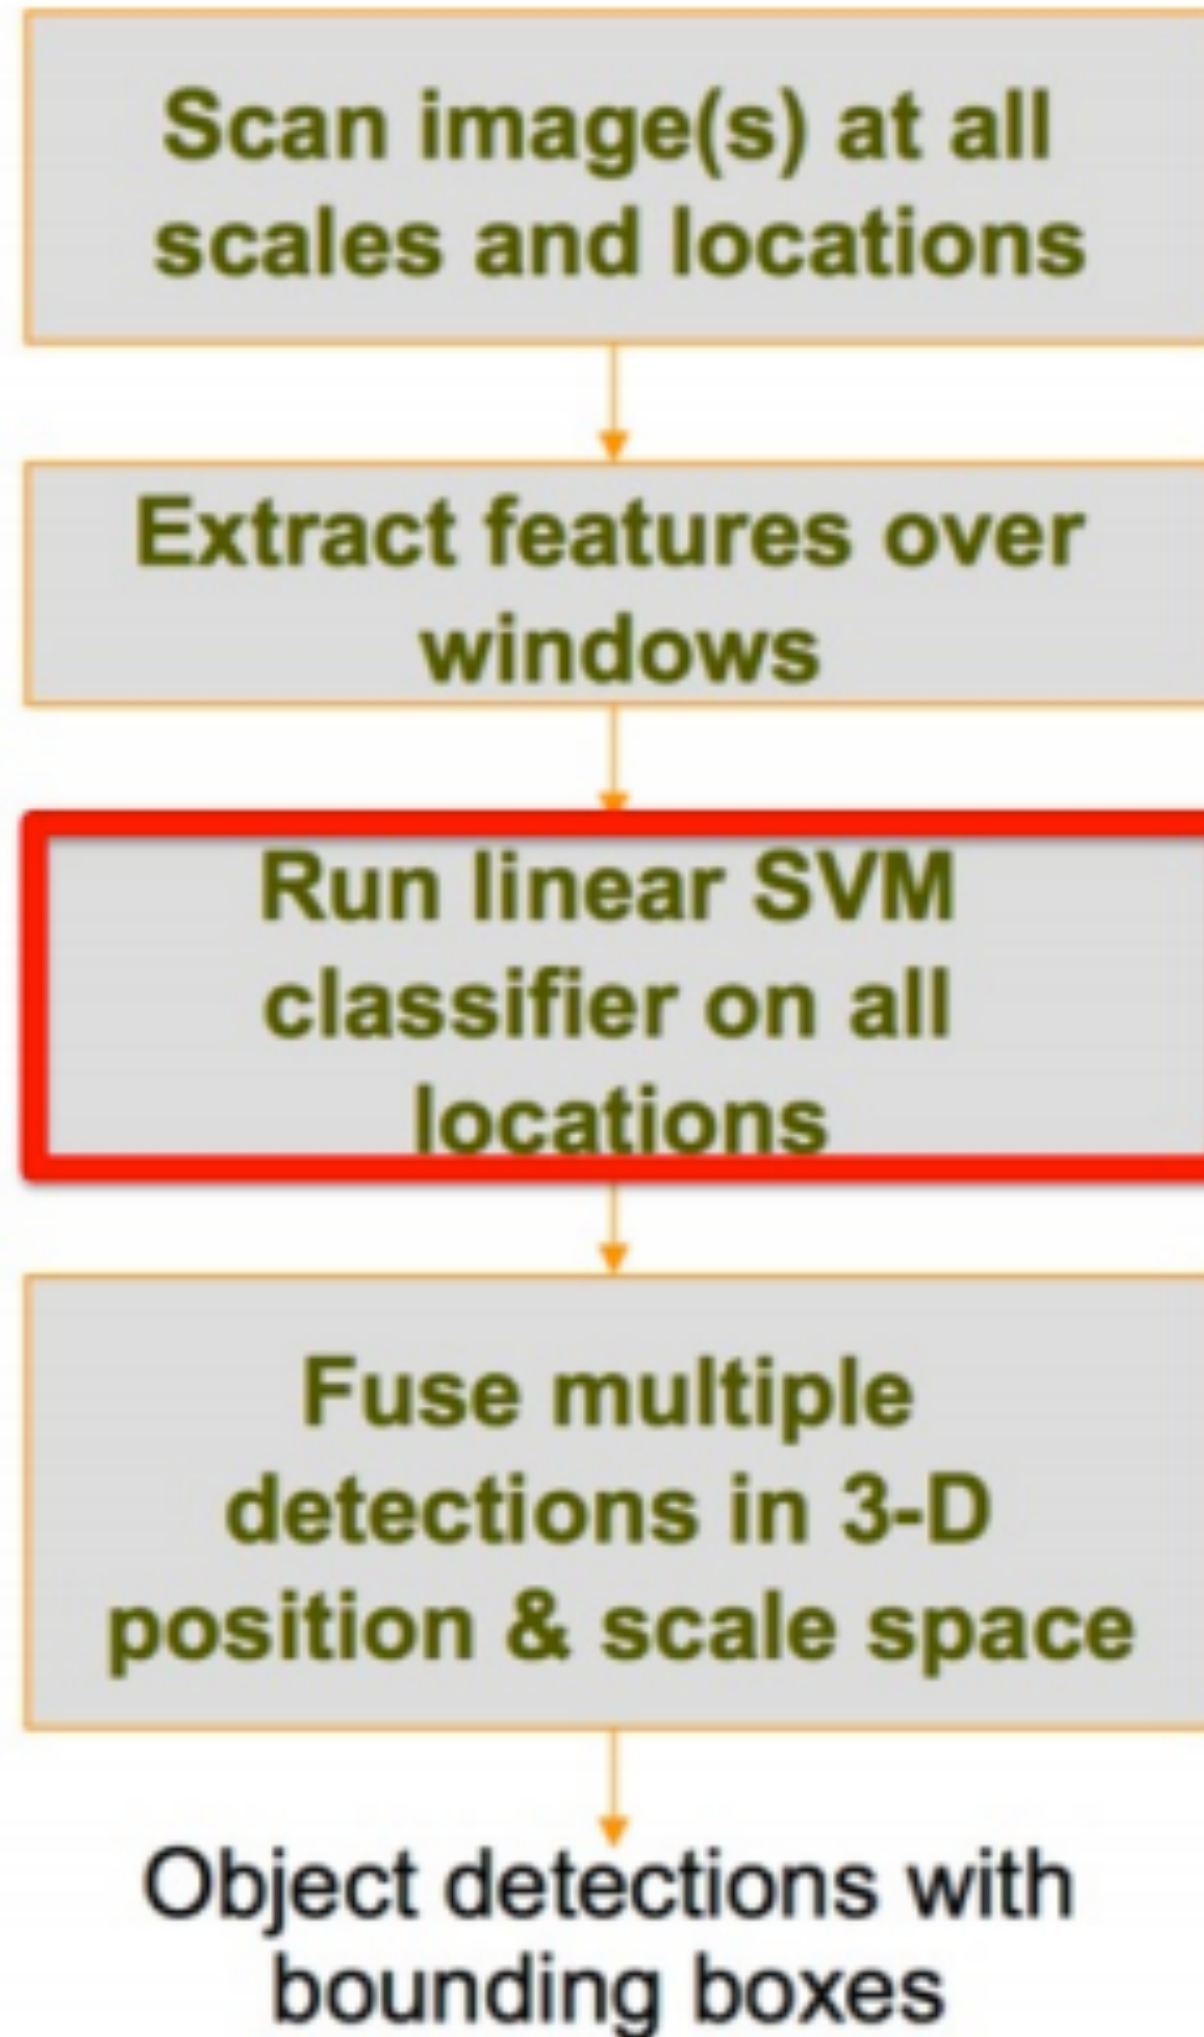 Scan image(s) at all
scales and locations
Extract features over
windows
Run linear SVM
classifier on all
locations
Fuse multiple
detections in 3-D
position & scale space
Object detections with
bounding boxes